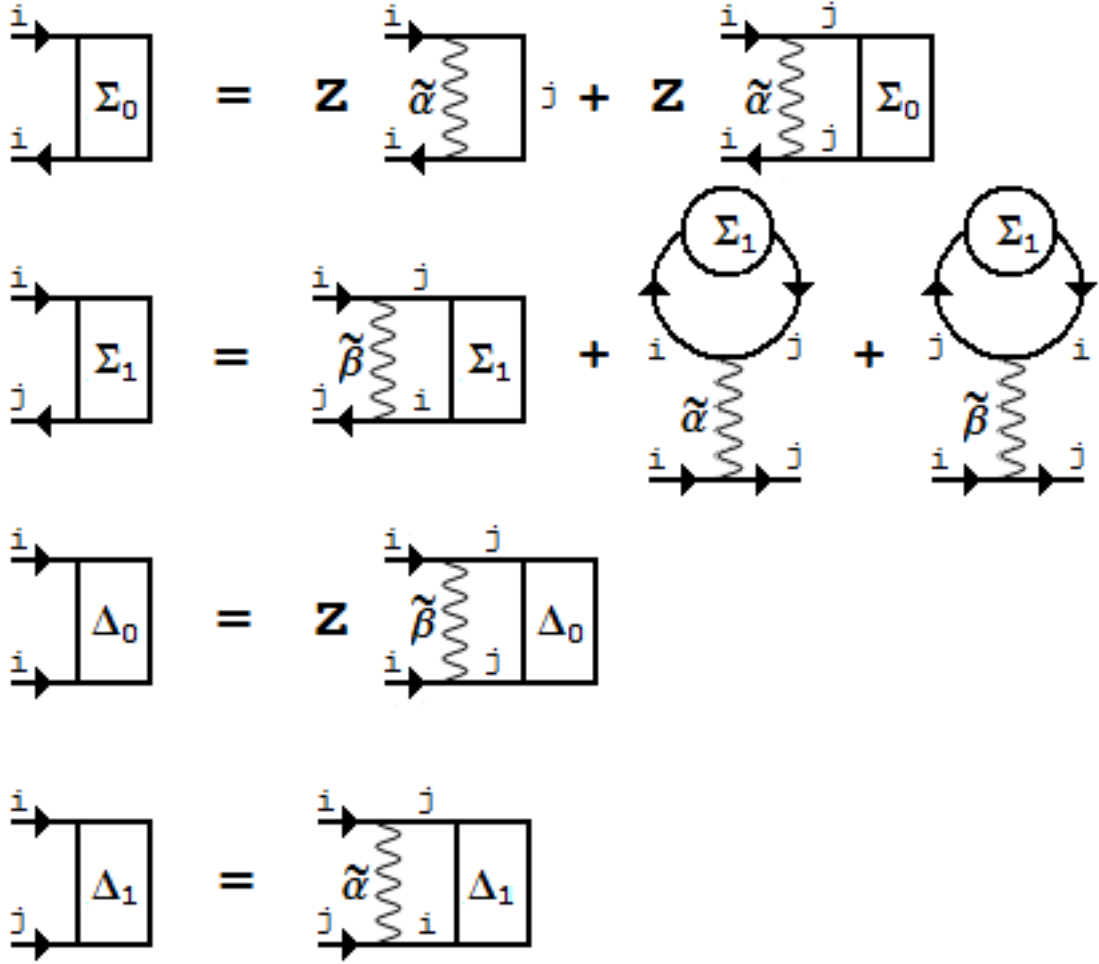 i i i j
Σ0 = Z α̃ j + Z α̃ Σ0
i i i j
Σ1 Σ1
i i j
Σ1 = β̃ Σ1 + i j + j i
j j i α̃ i j β̃ i j
i i j
Δ0 = Z β̃ Δ0
i i j
i i j
Δ1 = α̃ Δ1
j j i